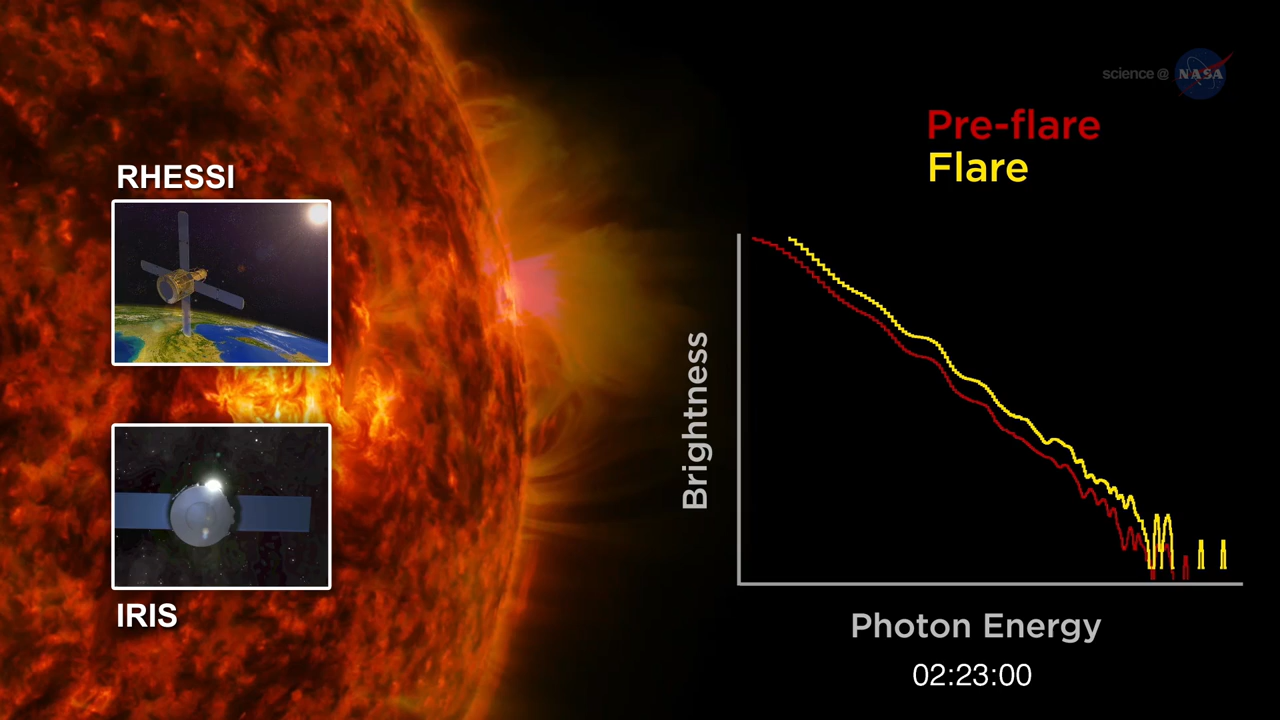 science @ NASA
Pre-flare
Flare
RHESSI
IRIS
Brightness
Photon Energy
02:23:00